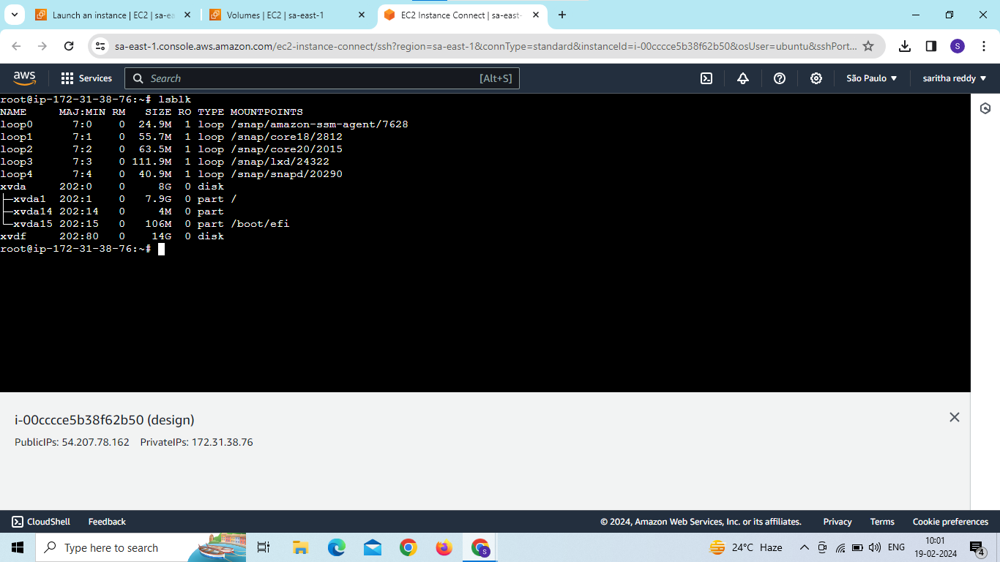 Launch an instance | EC2 | sa-ea
Volumes | EC2 | sa-east-1
EC2 Instance Connect | sa-east-
sa-east-1.console.aws.amazon.com/ec2-instance-connect/ssh?region=sa-east-1&connType=standard&instanceId=i-00cccce5b38f62b50&osUser=ubuntu&sshPort...
S
aws
Services
Search
[Alt+S]
São Paulo
saritha reddy
root@ip-172-31-38-76:~# lsblk
NAME     MAJ:MIN RM   SIZE RO TYPE MOUNTPOINTS
loop0      7:0    0  24.9M  1 loop /snap/amazon-ssm-agent/7628
loop1      7:1    0  55.7M  1 loop /snap/core18/2812
loop2      7:2    0  63.5M  1 loop /snap/core20/2015
loop3      7:3    0 111.9M  1 loop /snap/lxd/24322
loop4      7:4    0  40.9M  1 loop /snap/snapd/20290
xvda     202:0    0     8G  0 disk
├─xvda1  202:1    0   7.9G  0 part /
├─xvda14 202:14   0     4M  0 part
└─xvda15 202:15   0   106M  0 part /boot/efi
xvdf     202:80   0    14G  0 disk
root@ip-172-31-38-76:~#
i-00cccce5b38f62b50 (design)
PublicIPs: 54.207.78.162    PrivateIPs: 172.31.38.76
CloudShell
Feedback
© 2024, Amazon Web Services, Inc. or its affiliates.
Privacy
Terms
Cookie preferences
Type here to search
S
24°C Haze
ENG
10:01
19-02-2024
4